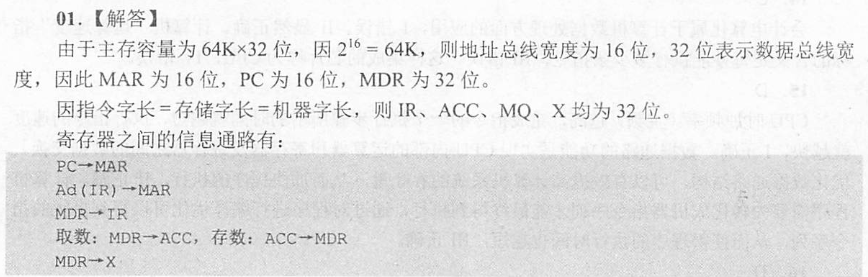 01.【解答】
由于主存容量为 64K×32 位，因 2¹⁶ = 64K，则地址总线宽度为 16 位，32 位表示数据总线宽
度，因此 MAR 为 16 位，PC 为 16 位，MDR 为 32 位。
因指令字长=存储字长=机器字长，则 IR、ACC、MQ、X 均为 32 位。
寄存器之间的信息通路有：
PC→MAR
Ad(IR)→MAR
MDR→IR
取数：MDR→ACC，存数：ACC→MDR
MDR→X